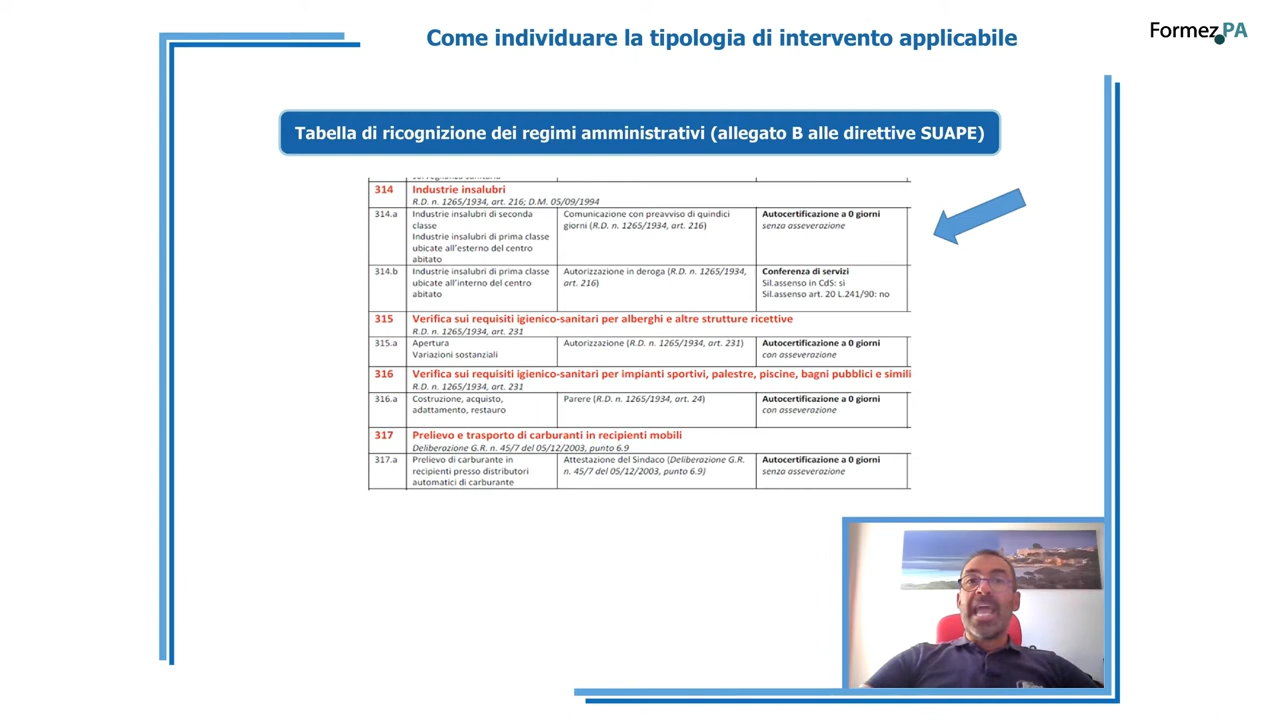 Come individuare la tipologia di intervento applicabile
Formez.PA
Tabella di ricognizione dei regimi amministrativi (allegato B alle direttive SUAPE)
314 Industrie insalubri
R.D. n. 1265/1934, art. 216; D.M. 05/09/1994
314.a Industrie insalubri di seconda Comunicazione con preavviso di quindici Autocertificazione a 0 giorni
classe giorni (R.D. n. 1265/1934, art. 216) senza asseverazione
Industrie insalubri di prima classe
ubicate all'esterno del centro
abitato
314.b Industrie insalubri di prima classe Autorizzazione in deroga (R.D. n. 1265/1934, Conferenza di servizi
ubicate all'interno del centro art. 216) Sil.assenso in CdS: si
abitato Sil.assenso art. 20 L.241/90: no
315 Verifica sui requisiti igienico-sanitari per alberghi e altre strutture ricettive
R.D. n. 1265/1934, art. 231
315.a Apertura Autorizzazione (R.D. n. 1265/1934, art. 231) Autocertificazione a 0 giorni
Variazioni sostanziali con asseverazione
316 Verifica sui requisiti igienico-sanitari per impianti sportivi, palestre, piscine, bagni pubblici e simili
R.D. n. 1265/1934, art. 231
316.a Costruzione, acquisto, Parere (R.D. n. 1265/1934, art. 24) Autocertificazione a 0 giorni
adattamento, restauro con asseverazione
317 Prelievo e trasporto di carburanti in recipienti mobili
Deliberazione G.R. n. 45/7 del 05/12/2003, punto 6.9
317.a Prelievo di carburante in Attestazione del Sindaco (Deliberazione G.R. Autocertificazione a 0 giorni
recipienti presso distributori n. 45/7 del 05/12/2003, punto 6.9) senza asseverazione
automatici di carburante